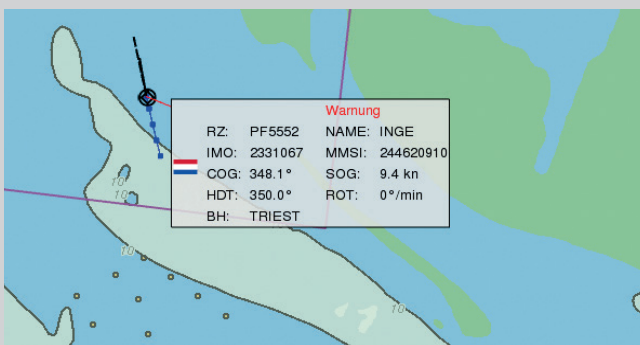 Warnung
RZ: PF5552 NAME: INGE
IMO: 2331067 MMSI: 244620910
COG: 348.1° SOG: 9.4 kn
HDT: 350.0° ROT: 0°/min
BH: TRIEST
10
10
10
10